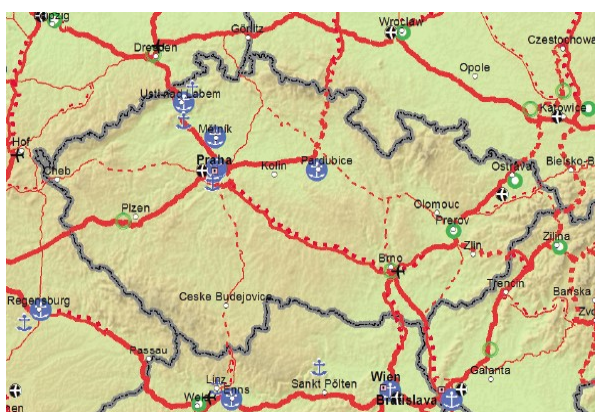 Leipzig
Wroclaw
Görlitz
Dresden
Czestochowa
Opole
Usti nad Labem
Katowice
Melnik
Hof
Praha
Kolin
Pardubice
Ostrava
Bielsko-B
Cheb
Olomouc
Plzen
Prerov
Zlin
Zilina
Brno
Trencin
Ceske Budejovice
Banska
Regensburg
Zvo
Passau
Galanta
Linz
Wien
Wels
Enns
Sankt Pölten
Bratislava
en